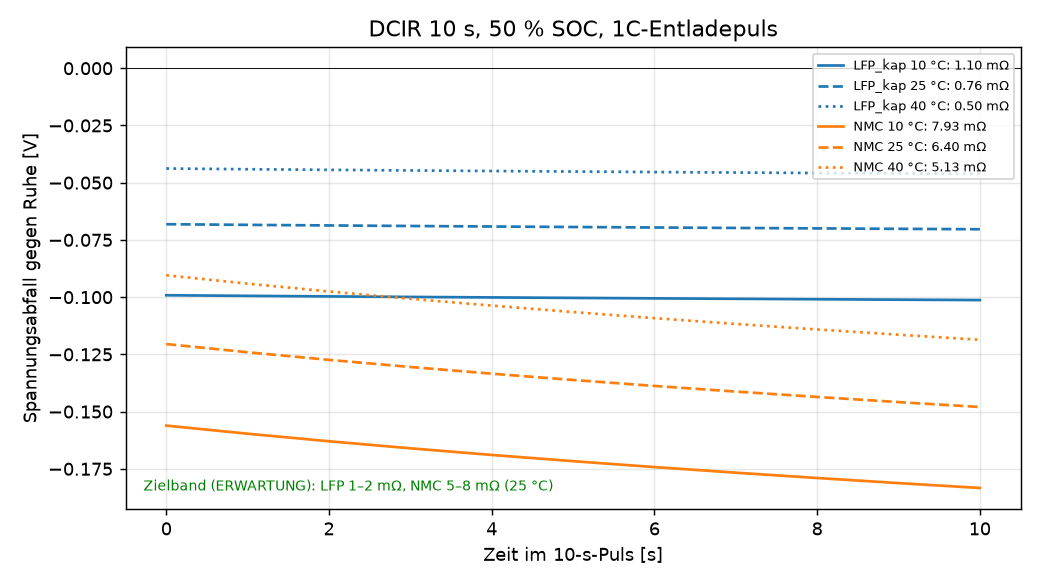 DCIR 10 s, 50 % SOC, 1C-Entladepuls
Spannungsabfall gegen Ruhe [V]
0.000
−0.025
−0.050
−0.075
−0.100
−0.125
−0.150
−0.175
LFP_kap 10 °C: 1.10 mΩ
LFP_kap 25 °C: 0.76 mΩ
LFP_kap 40 °C: 0.50 mΩ
NMC 10 °C: 7.93 mΩ
NMC 25 °C: 6.40 mΩ
NMC 40 °C: 5.13 mΩ
Zielband (ERWARTUNG): LFP 1–2 mΩ, NMC 5–8 mΩ (25 °C)
0 2 4 6 8 10
Zeit im 10-s-Puls [s]